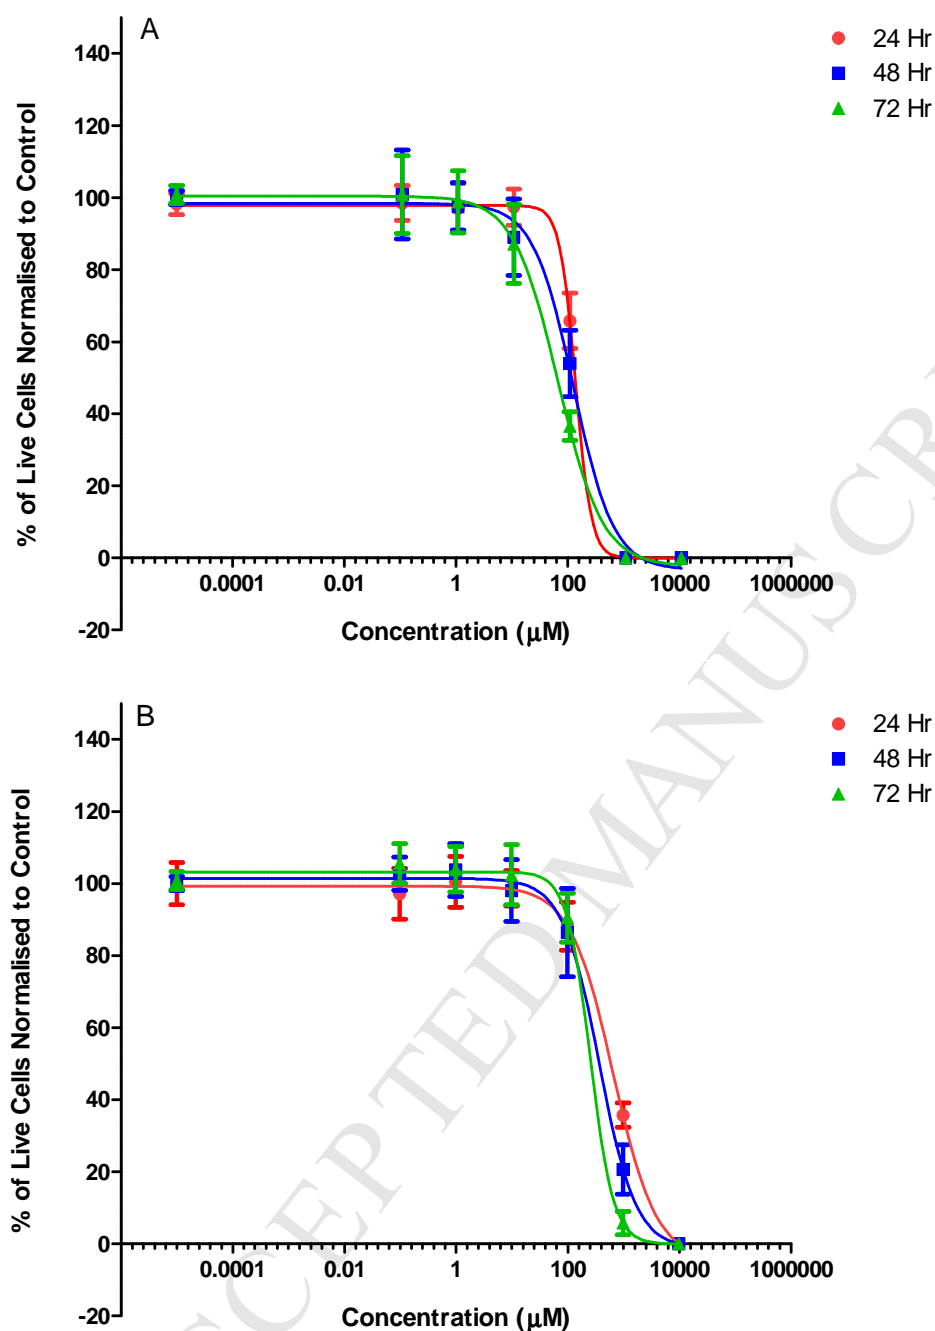 A
24 Hr
48 Hr
72 Hr
% of Live Cells Normalised to Control
140
120
100
80
60
40
20
0
-20
0.0001
0.01
1
100
10000
1000000
Concentration (µM)
B
24 Hr
48 Hr
72 Hr
% of Live Cells Normalised to Control
140
120
100
80
60
40
20
0
-20
0.0001
0.01
1
100
10000
1000000
Concentration (µM)
CEPTED MANUSCR